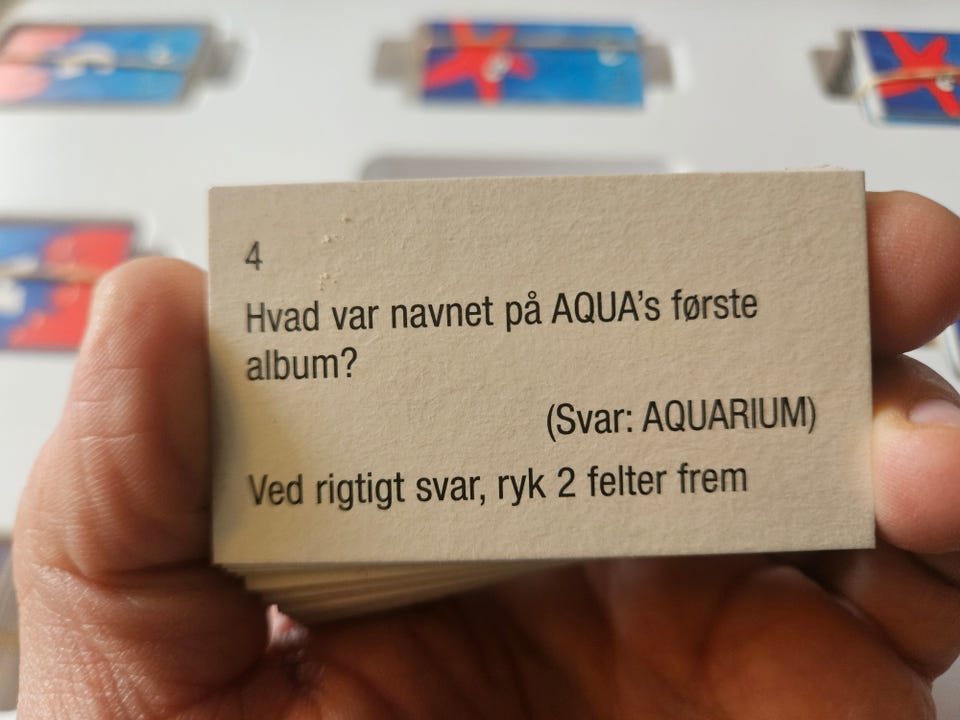 4
Hvad var navnet på AQUA's første
album?
(Svar: AQUARIUM)
Ved rigtigt svar, ryk 2 felter frem